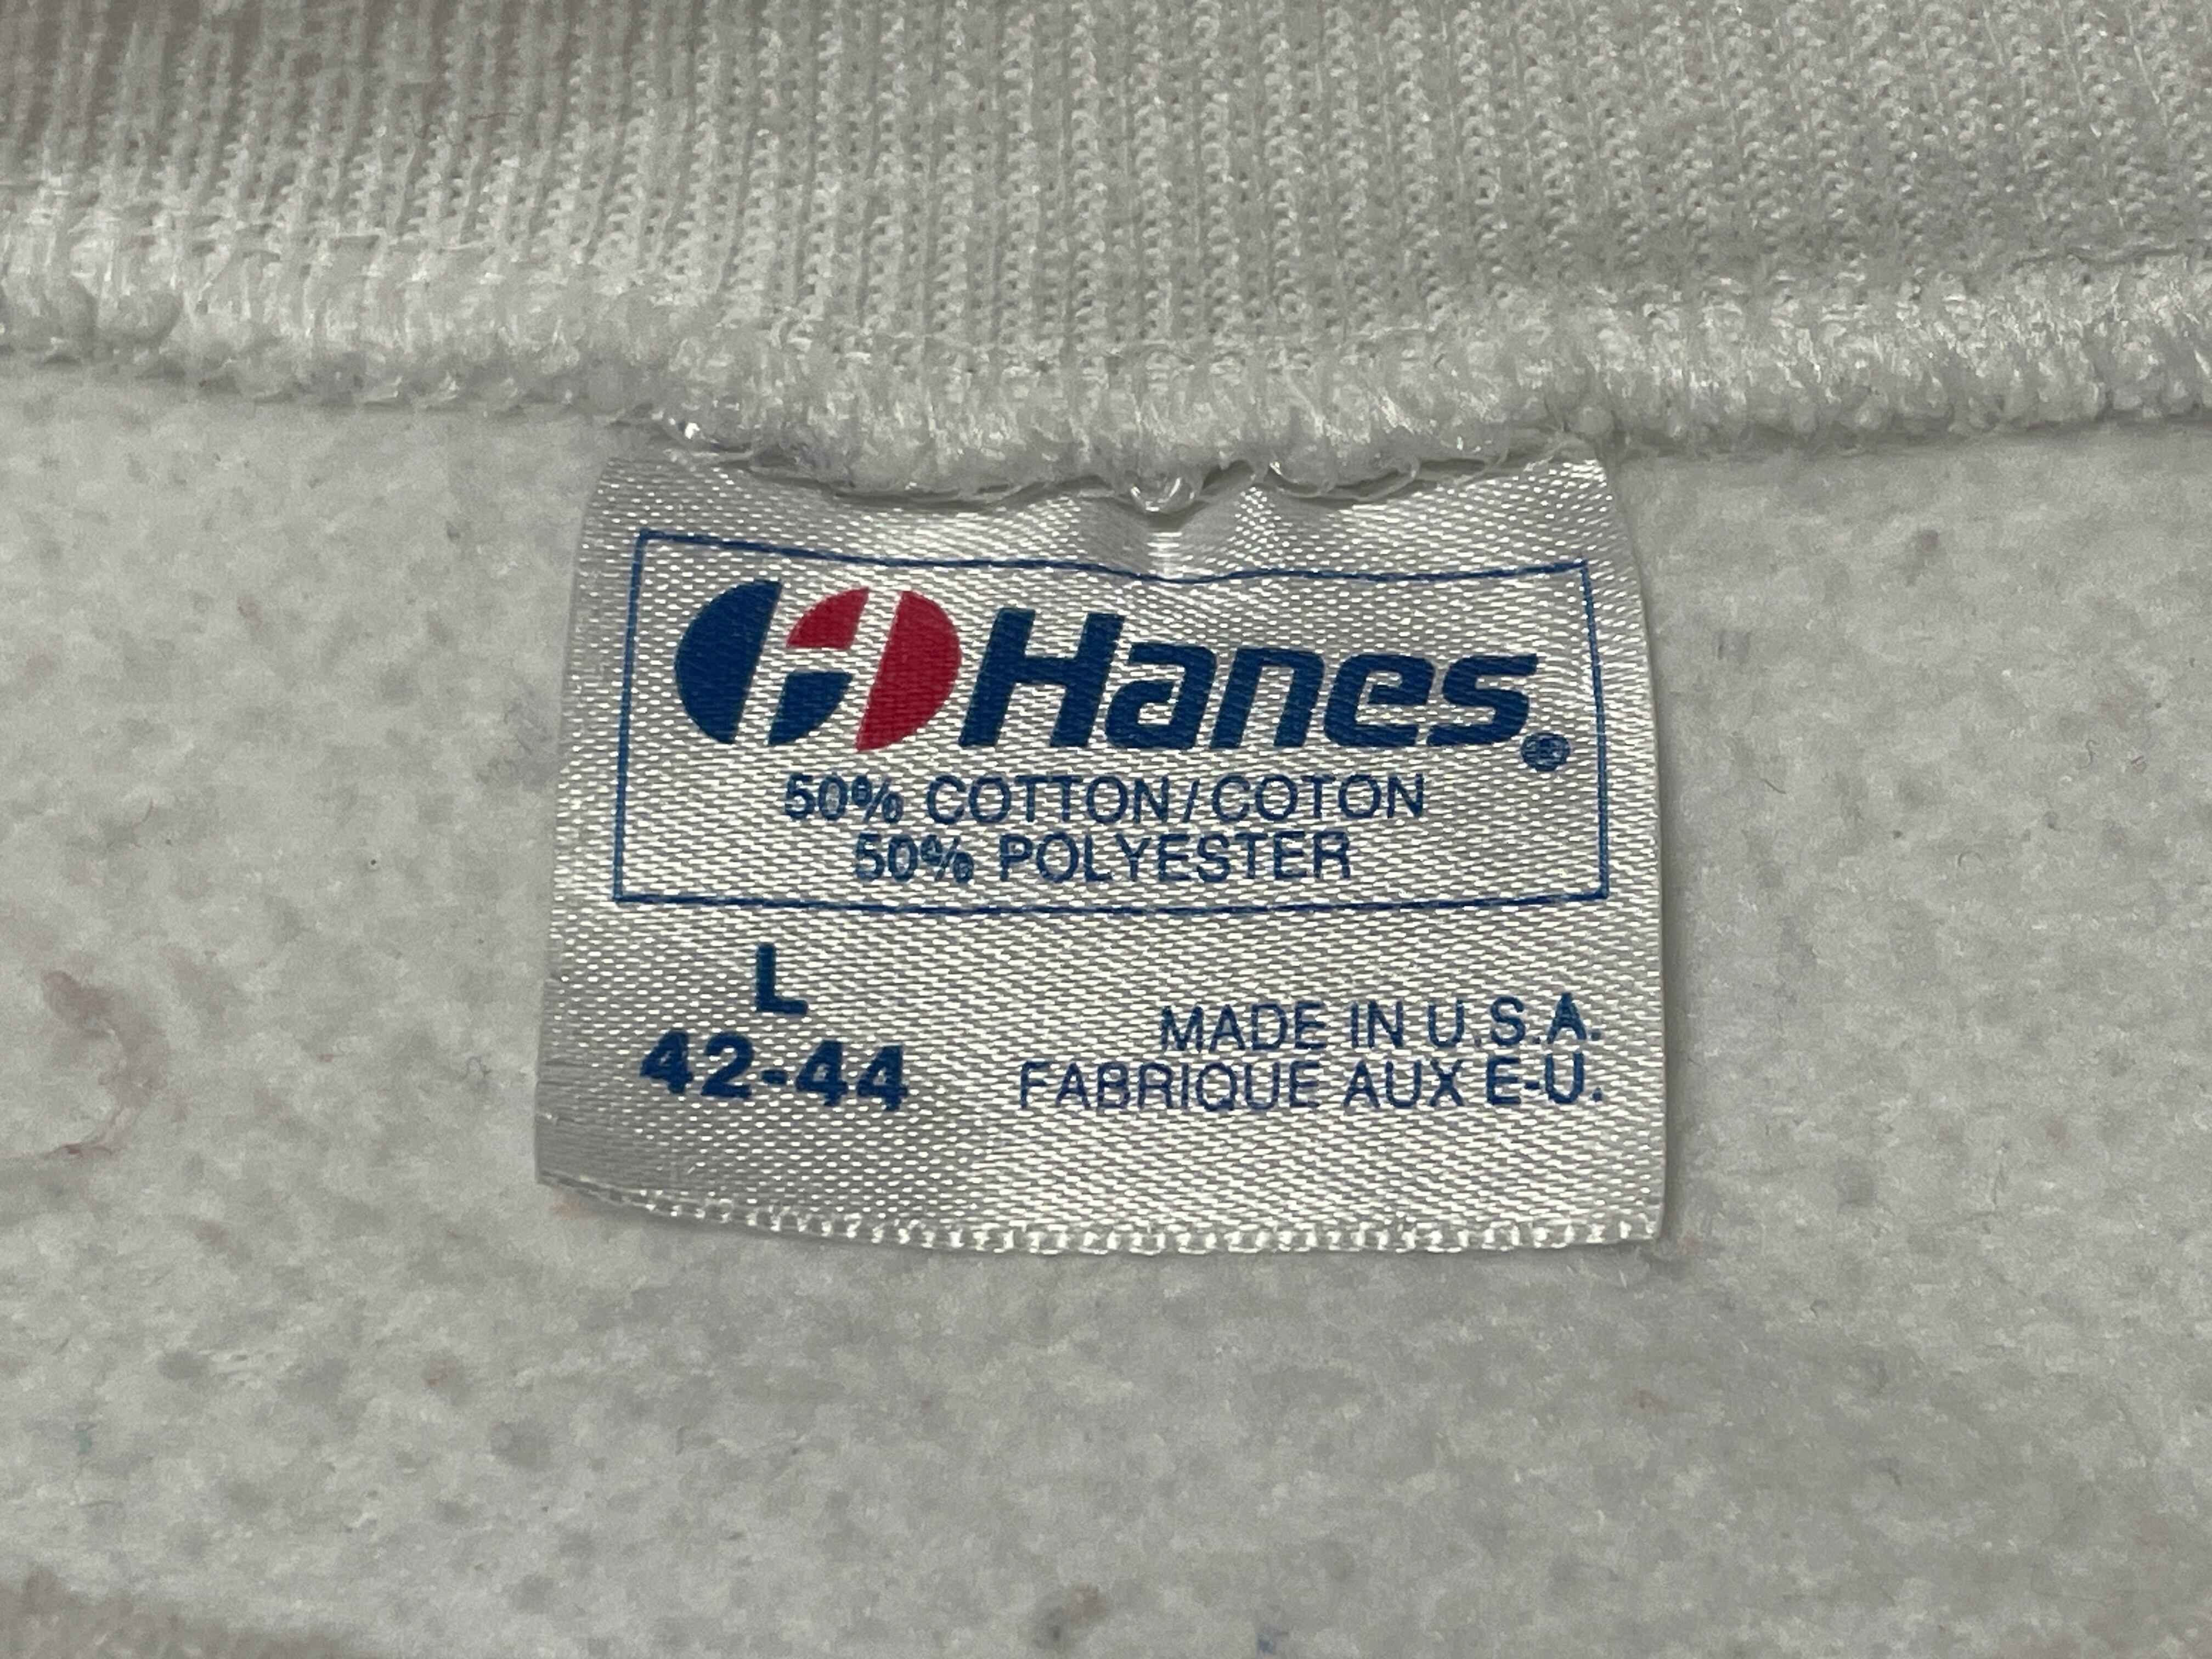 Hanes®
50% COTTON/COTON
50% POLYESTER
L
42-44
MADE IN U.S.A.
FABRIQUE AUX E-U.